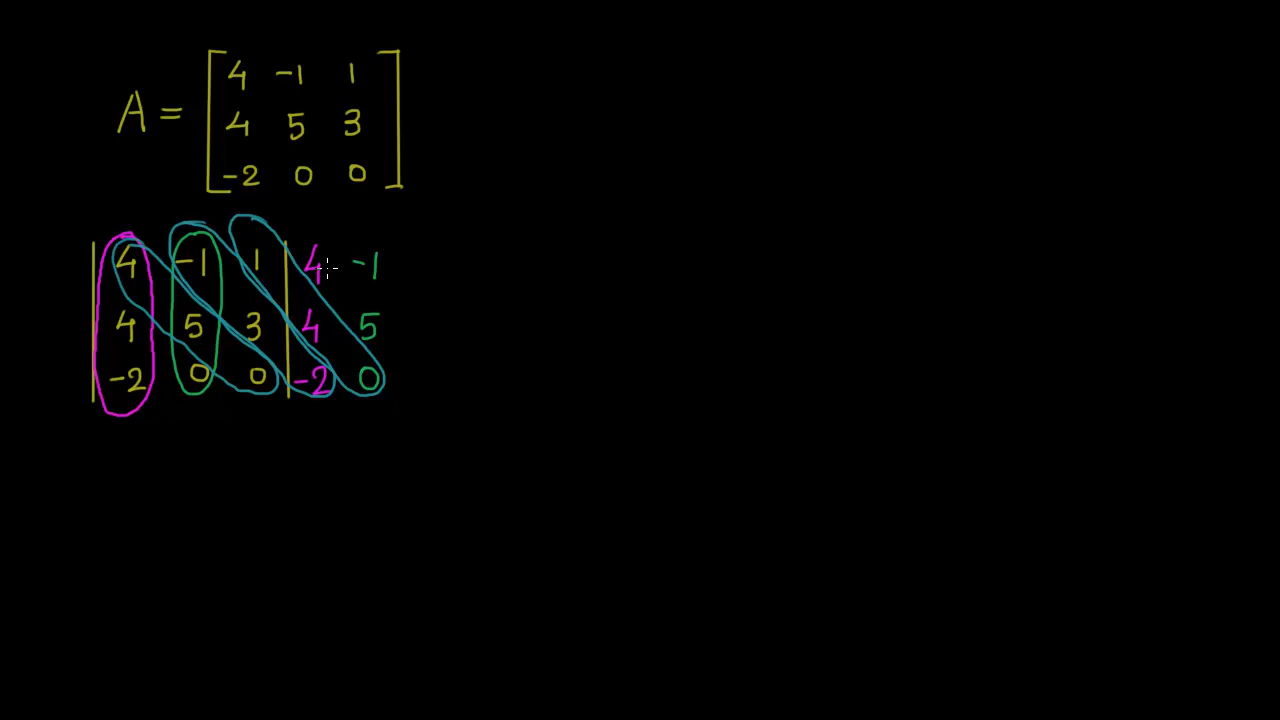 A = [ 4 -1 1
4 5 3
-2 0 0 ]
| 4 -1 1 | 4 -1
4 5 3 4 5
-2 0 0 -2 0